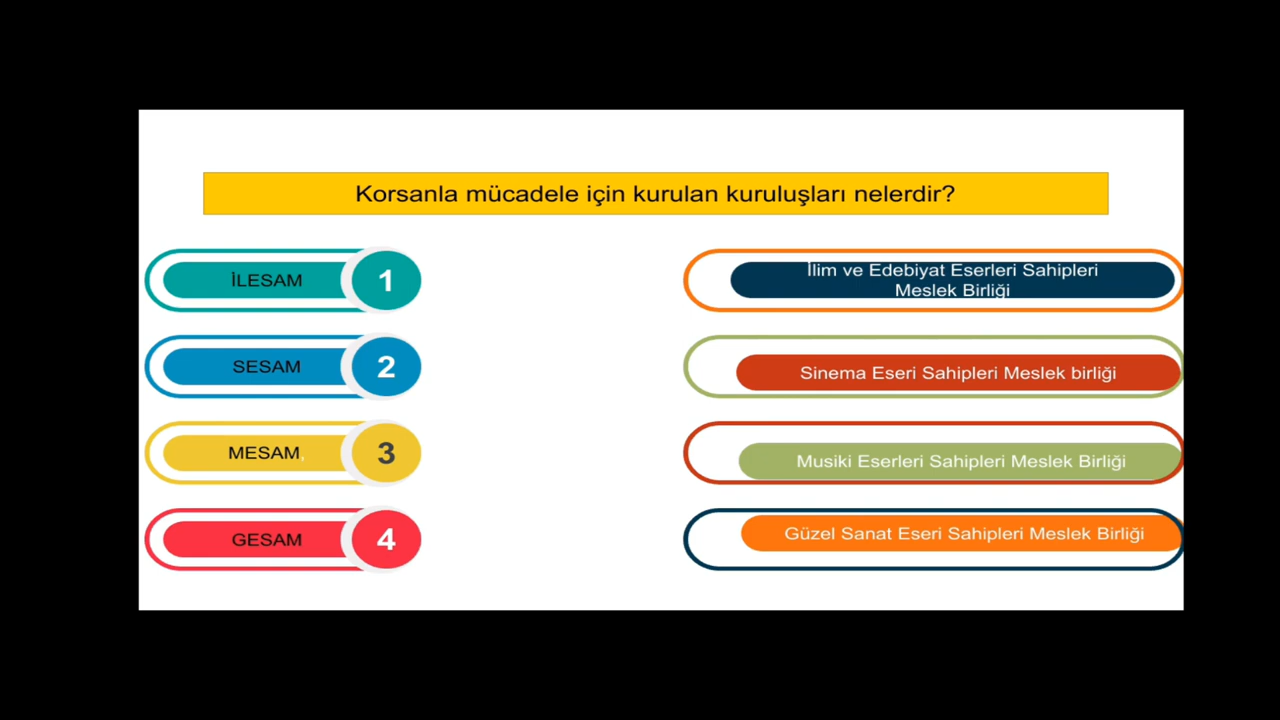 Korsanla mücadele için kurulan kuruluşları nelerdir?
İLESAM
1
İlim ve Edebiyat Eserleri Sahipleri
Meslek Birliği
SESAM
2
Sinema Eseri Sahipleri Meslek birliği
MESAM,
3
Musiki Eserleri Sahipleri Meslek Birliği
GESAM
4
Güzel Sanat Eseri Sahipleri Meslek Birliği